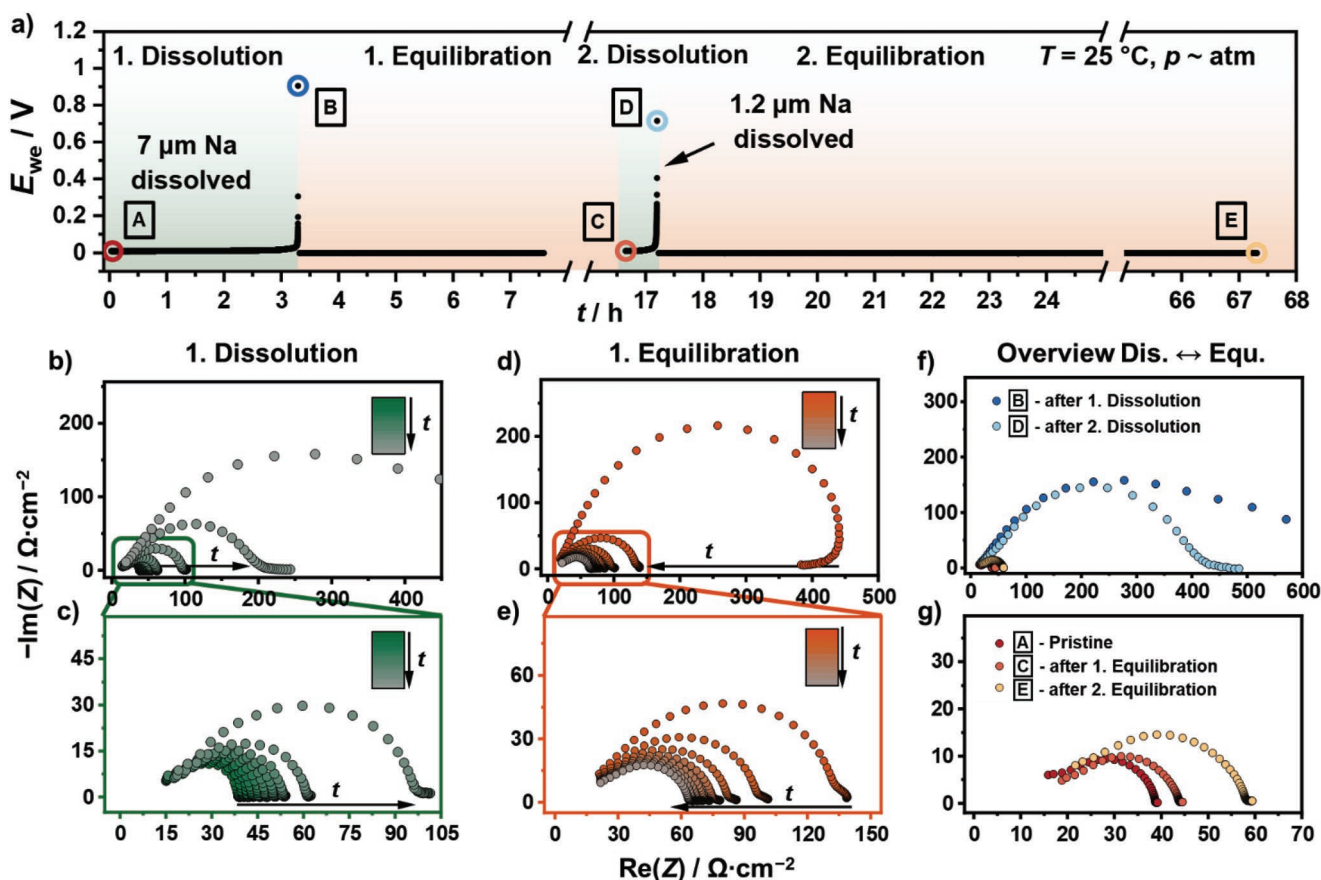 a)
1.2
1
0.8
0.6
0.4
0.2
0
E_we / V
1. Dissolution
1. Equilibration
2. Dissolution
2. Equilibration
T = 25 °C, p ~ atm
B
D
1.2 µm Na
dissolved
7 µm Na
dissolved
A
C
E
0 1 2 3 4 5 6 7 17 18 19 20 21 22 23 24 66 67 68
t / h
b) 1. Dissolution
200
100
0
t
t
0 100 200 300 400
c)
45
30
15
0
t
t
0 15 30 45 60 75 90 105
d) 1. Equilibration
200
100
0
t
t
0 100 200 300 400 500
e)
60
30
0
t
t
30 60 90 120 150
f) Overview Dis. ↔ Equ.
300
200
100
0
B - after 1. Dissolution
D - after 2. Dissolution
0 100 200 300 400 500 600
g)
30
20
10
0
A - Pristine
C - after 1. Equilibration
E - after 2. Equilibration
0 10 20 30 40 50 60 70
−Im(Z) / Ω·cm⁻²
Re(Z) / Ω·cm⁻²